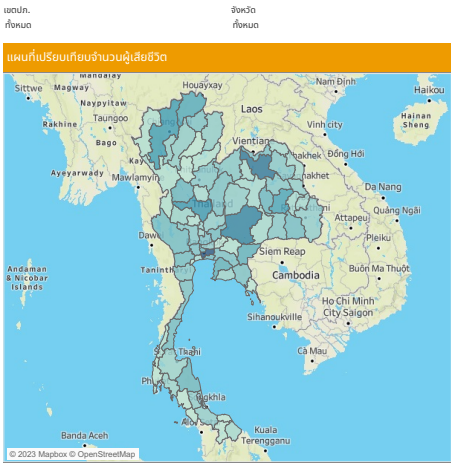 เขตปภ.
จังหวัด
ทั้งหมด
ทั้งหมด
แผนที่เปรียบเทียบจำนวนผู้เสียชีวิต
Mandalay
Sittwe
Magway
Houayxay
Nam Định
Haikou
Naypyitaw
Laos
Rakhine
Taungoo
Vinh city
Hainan
Sheng
Bago
Vientiane
Đồng Hới
Ayeyarwady
Mawlamyine
Da Nang
Quảng Ngãi
Attapeu
Pleiku
Siem Reap
Andaman
& Nicobar
Islands
Cambodia
Buôn Ma Thuột
Ho Chi Minh
City Saigon
Sihanoukville
Cà Mau
Banda Aceh
Kuala
Terengganu
© 2023 Mapbox © OpenStreetMap